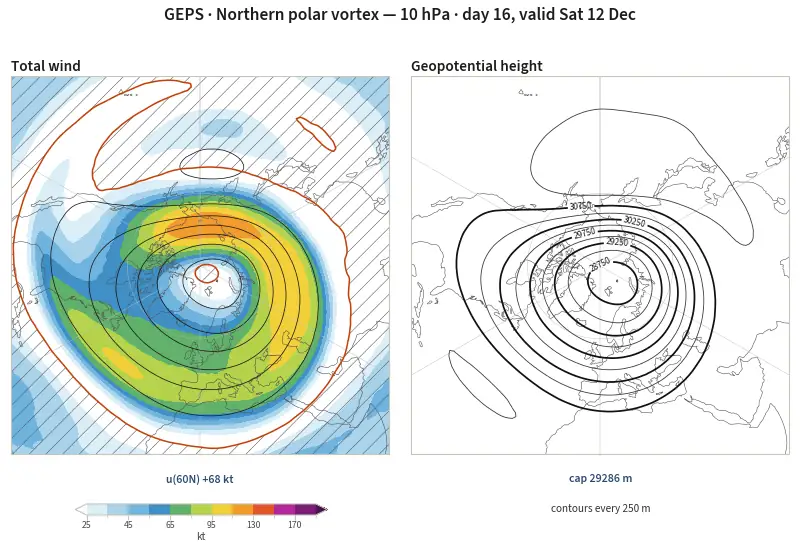 GEPS · Northern polar vortex — 10 hPa · day 16, valid Sat 12 Dec
Total wind
Geopotential height
30750
30250
29750
29250
28750
u(60N) +68 kt
cap 29286 m
contours every 250 m
25 45 65 95 130 170
kt